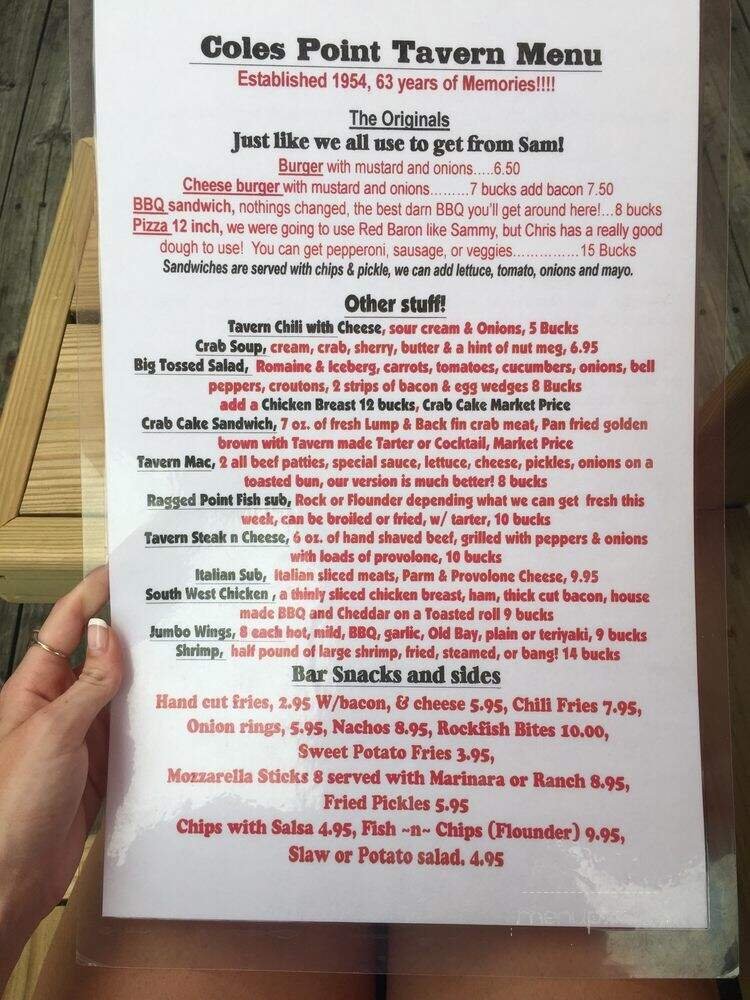 Coles Point Tavern Menu
Established 1954, 63 years of Memories!!!!
The Originals
Just like we all use to get from Sam!
Burger with mustard and onions.....6.50
Cheese burger with mustard and onions.........7 bucks add bacon 7.50
BBQ sandwich, nothings changed, the best darn BBQ you'll get around here!...8 bucks
Pizza 12 inch, we were going to use Red Baron like Sammy, but Chris has a really good
dough to use! You can get pepperoni, sausage, or veggies...............15 Bucks
Sandwiches are served with chips & pickle, we can add lettuce, tomato, onions and mayo.
Other stuff!
Tavern Chili with Cheese, sour cream & Onions, 5 Bucks
Crab Soup, cream, crab, sherry, butter & a hint of nut meg, 6.95
Big Tossed Salad, Romaine & Iceberg, carrots, tomatoes, cucumbers, onions, bell
peppers, croutons, 2 strips of bacon & egg wedges 8 Bucks
add a Chicken Breast 12 bucks, Crab Cake Market Price
Crab Cake Sandwich, 7 oz. of fresh Lump & Back fin crab meat, Pan fried golden
brown with Tavern made Tarter or Cocktail, Market Price
Tavern Mac, 2 all beef patties, special sauce, lettuce, cheese, pickles, onions on a
toasted bun, our version is much better! 8 bucks
Ragged Point Fish sub, Rock or Flounder depending what we can get fresh this
week, can be broiled or fried, w/ tarter, 10 bucks
Tavern Steak n Cheese, 6 oz. of hand shaved beef, grilled with peppers & onions
with loads of provolone, 10 bucks
Italian Sub, Italian sliced meats, Parm & Provolone Cheese, 9.95
South West Chicken , a thinly sliced chicken breast, ham, thick cut bacon, house
made BBQ and Cheddar on a Toasted roll 9 bucks
Jumbo Wings, 8 each hot, mild, BBQ, garlic, Old Bay, plain or teriyaki, 9 bucks
Shrimp, half pound of large shrimp, fried, steamed, or bang! 14 bucks
Bar Snacks and sides
Hand cut fries, 2.95 W/bacon, & cheese 5.95, Chili Fries 7.95,
Onion rings, 5.95, Nachos 8.95, Rockfish Bites 10.00,
Sweet Potato Fries 3.95,
Mozzarella Sticks 8 served with Marinara or Ranch 8.95,
Fried Pickles 5.95
Chips with Salsa 4.95, Fish ~n~ Chips (Flounder) 9.95,
Slaw or Potato salad. 4.95